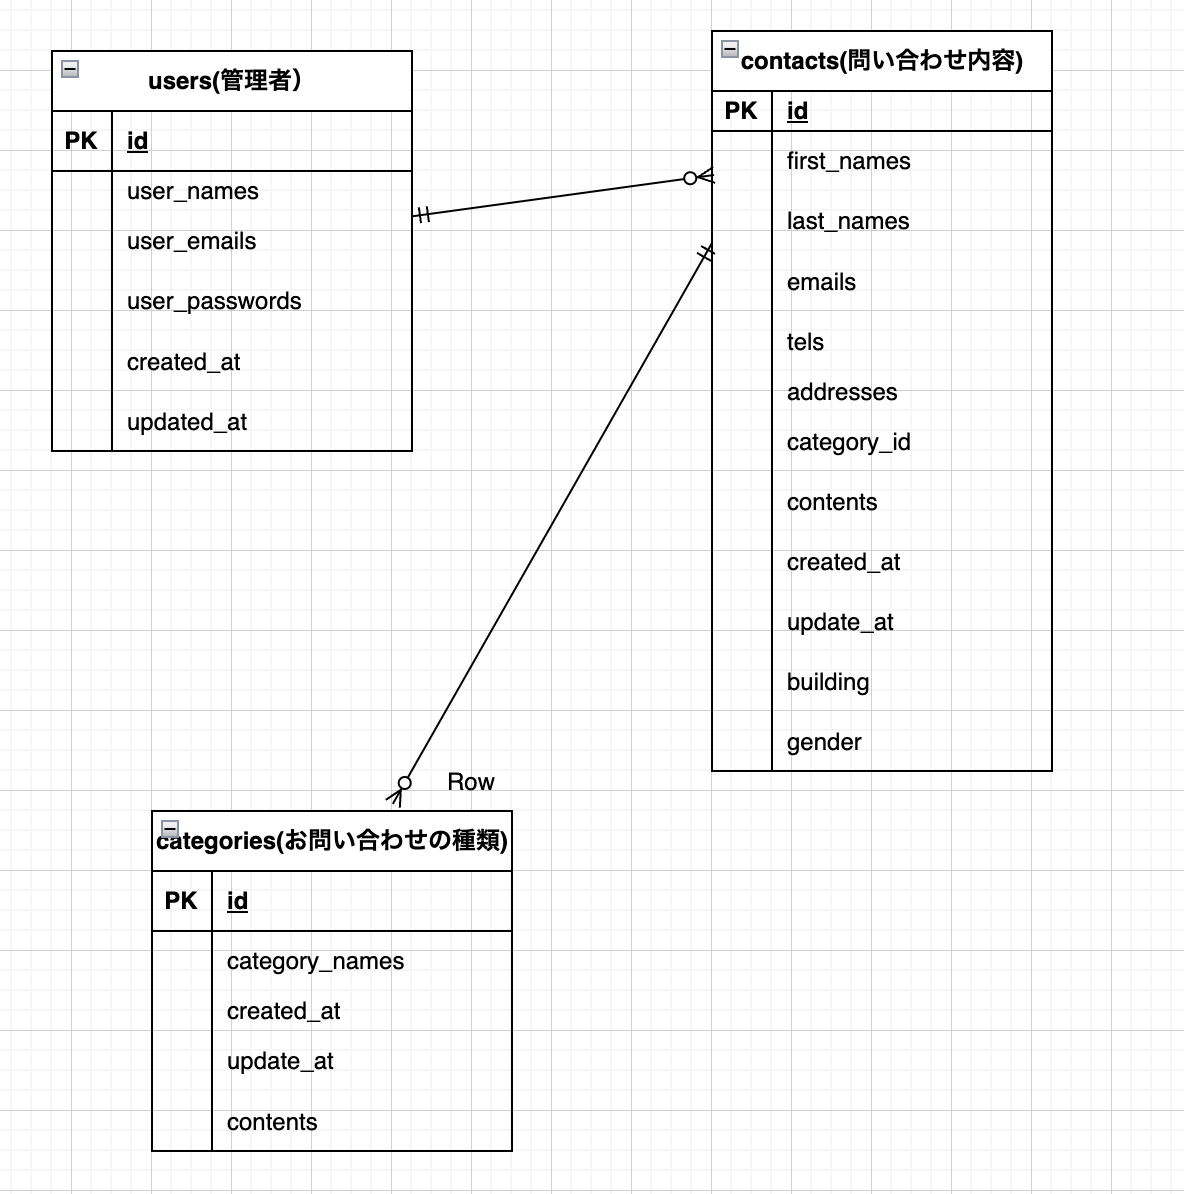 users(管理者）
PK id
user_names
user_emails
user_passwords
created_at
updated_at
contacts(問い合わせ内容)
PK id
first_names
last_names
emails
tels
addresses
category_id
contents
created_at
update_at
building
gender
Row
categories(お問い合わせの種類)
PK id
category_names
created_at
update_at
contents